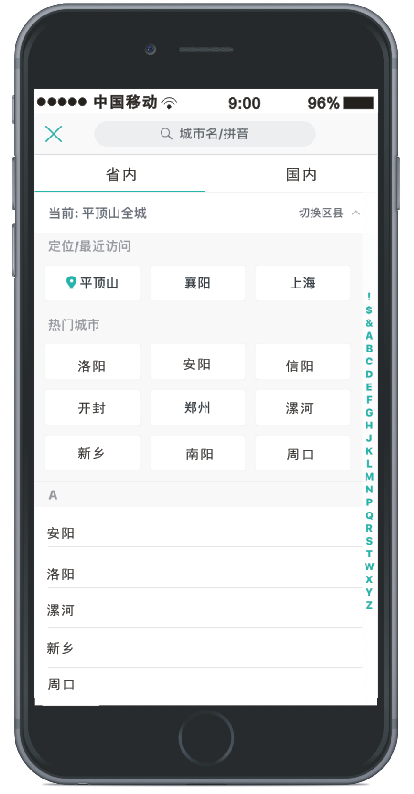 中国移动 9:00 96%
城市名/拼音
省内 国内
当前: 平顶山全城 切换区县
定位/最近访问
平顶山 襄阳 上海
热门城市
洛阳 安阳 信阳
开封 郑州 漯河
新乡 南阳 周口
A
安阳
洛阳
漯河
新乡
周口
!
$
&
A
B
C
D
E
F
G
H
J
K
L
M
N
P
Q
R
S
T
W
X
Y
Z